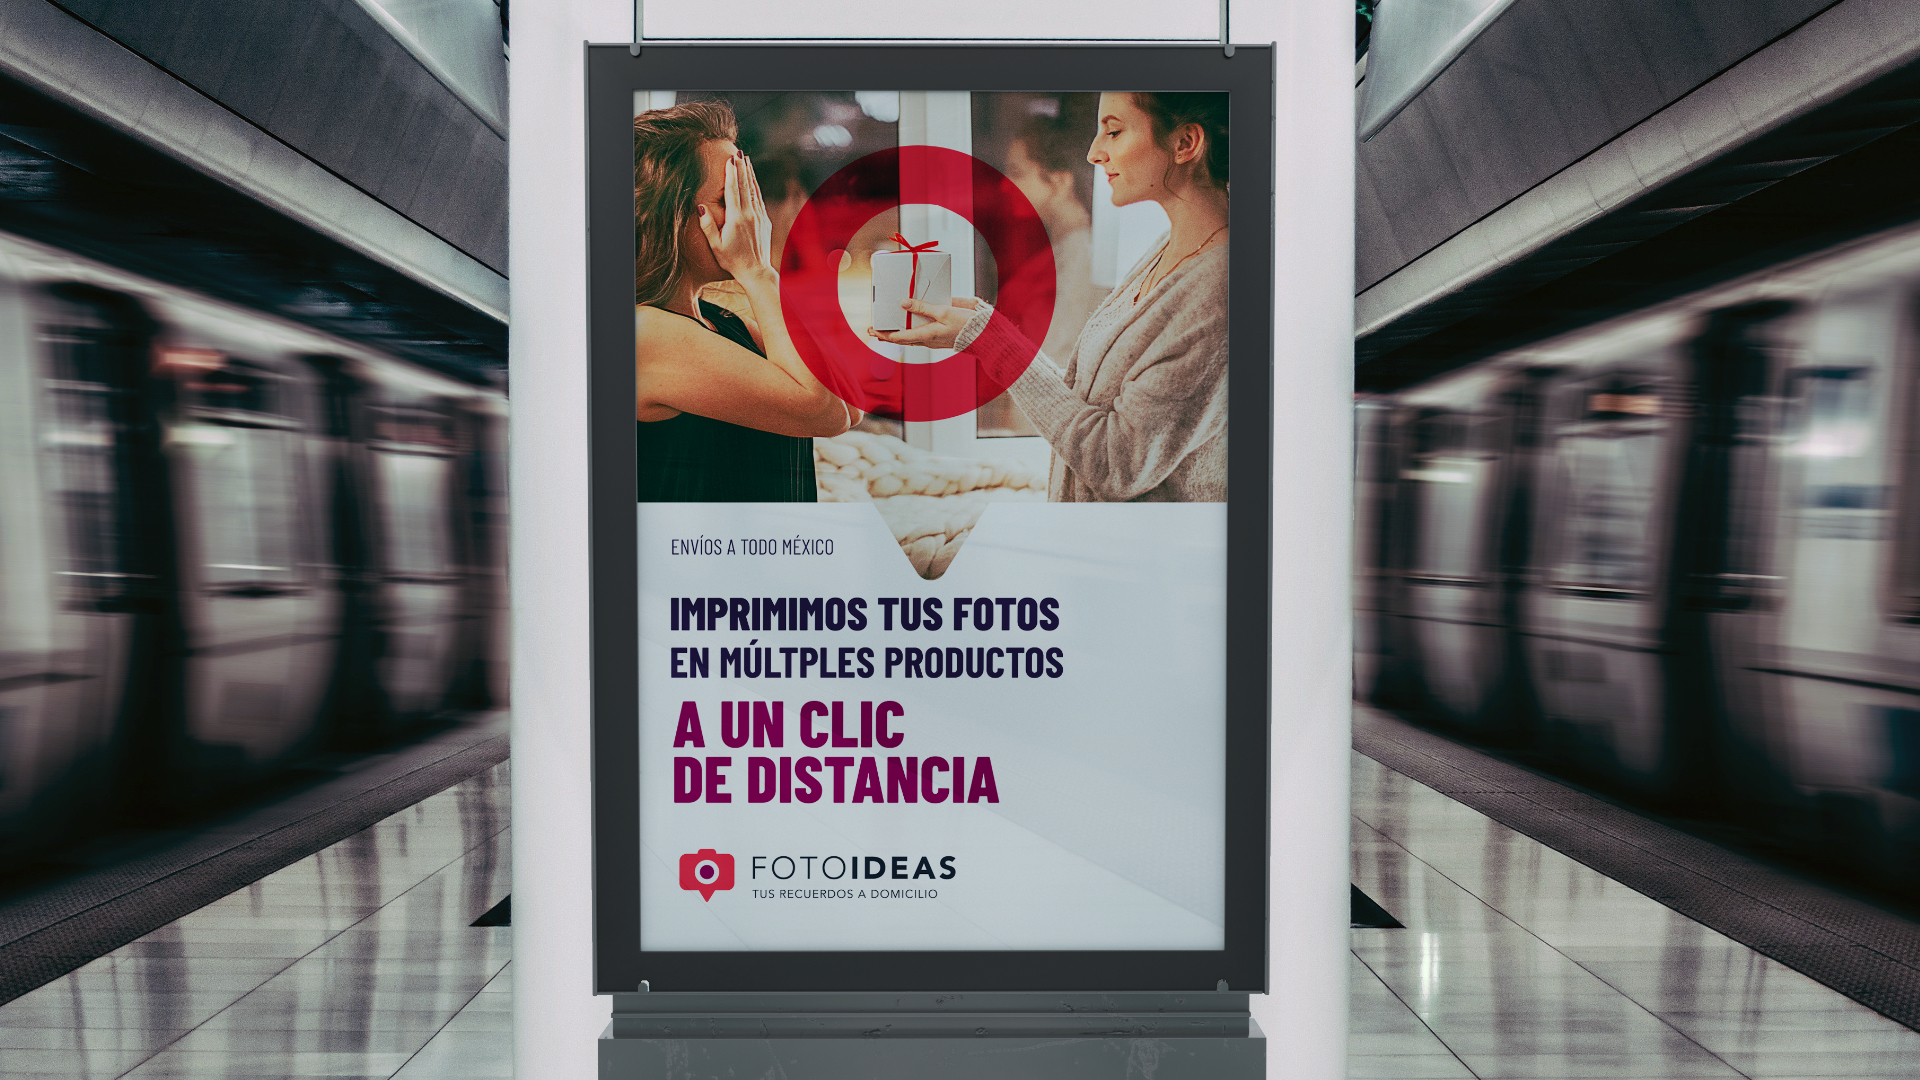 ENVÍOS A TODO MÉXICO
IMPRIMIMOS TUS FOTOS
EN MÚLTPLES PRODUCTOS
A UN CLIC
DE DISTANCIA
FOTOIDEAS
TUS RECUERDOS A DOMICILIO